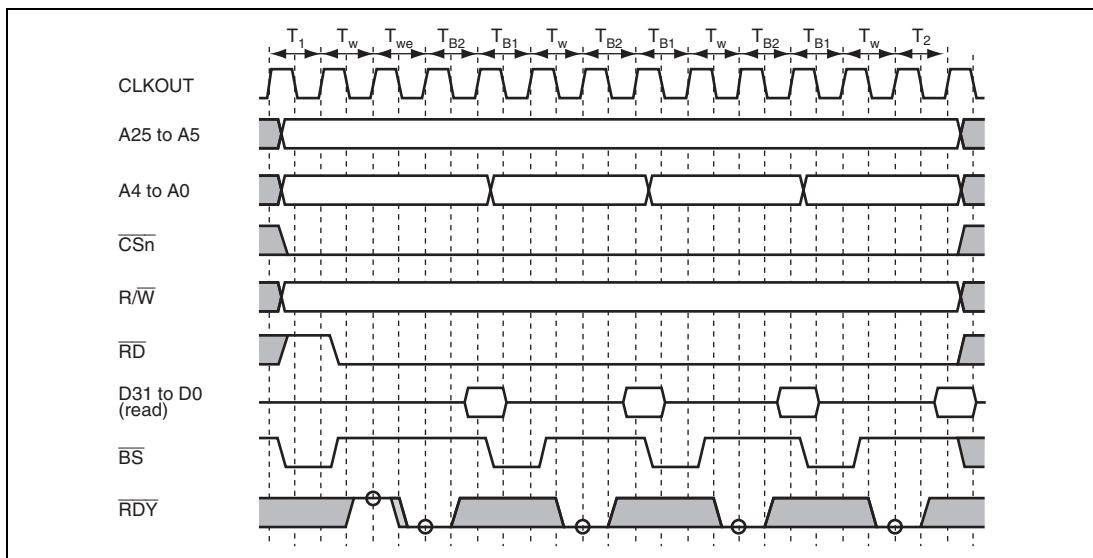 T1 Tw Twe TB2 TB1 Tw TB2 TB1 Tw TB2 TB1 Tw T2
CLKOUT
A25 to A5
A4 to A0
CSn
R/W
RD
D31 to D0
(read)
BS
RDY